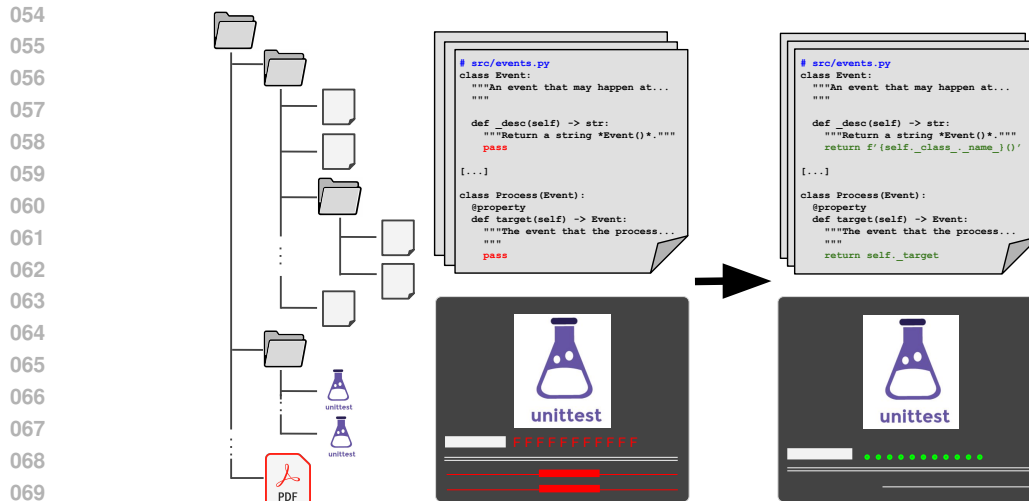 054
055
056
057
058
059
060
061
062
063
064
065
066
067
068
069
unittest
unittest
PDF
# src/events.py
class Event:
"""An event that may happen at...
"""
def _desc(self) -> str:
"""Return a string *Event()*."""
pass
[...]
class Process(Event):
@property
def target(self) -> Event:
"""The event that the process...
"""
pass
unittest
FFFFFFFFFFF
# src/events.py
class Event:
"""An event that may happen at...
"""
def _desc(self) -> str:
"""Return a string *Event()*."""
return f'{self._class_._name_}()'
[...]
class Process(Event):
@property
def target(self) -> Event:
"""The event that the process...
"""
return self._target
unittest